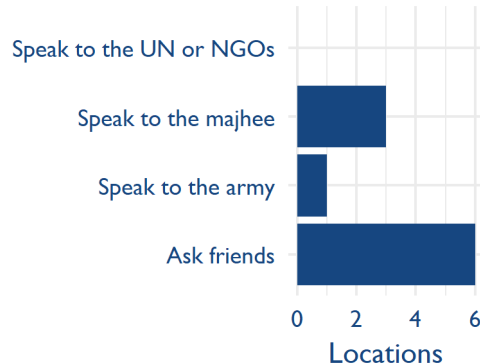 Speak to the UN or NGOs
Speak to the majhee
Speak to the army
Ask friends
0 2 4 6
Locations